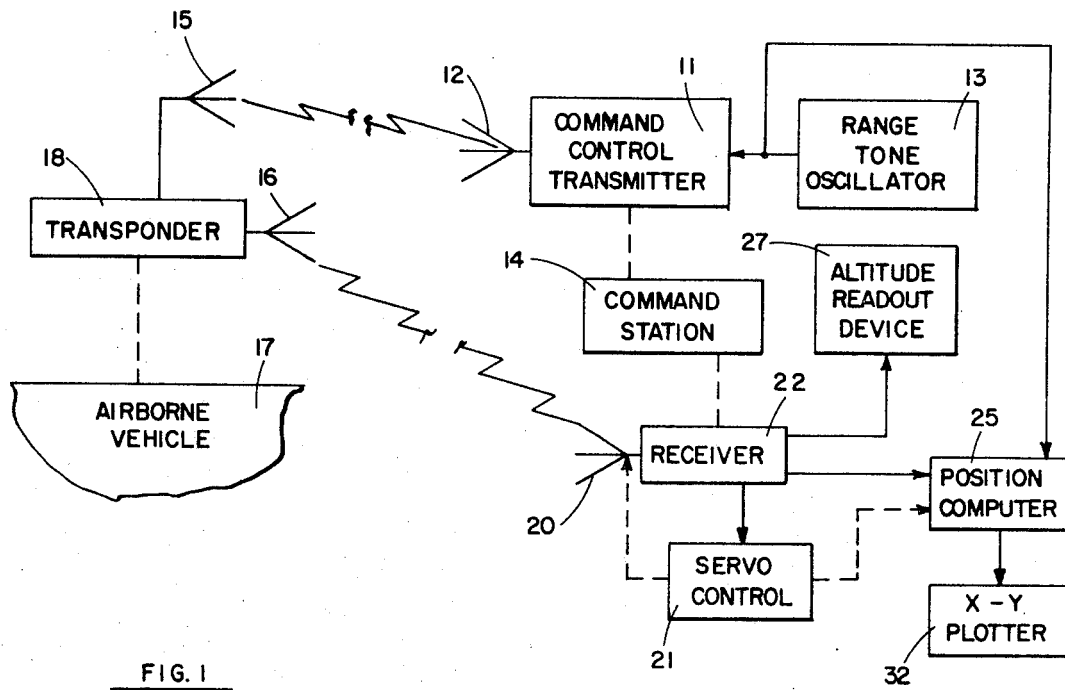 15
12
11
13
COMMAND
CONTROL
TRANSMITTER
RANGE
TONE
OSCILLATOR
18
16
TRANSPONDER
14
COMMAND
STATION
27
ALTITUDE
READOUT
DEVICE
17
AIRBORNE
VEHICLE
22
RECEIVER
25
POSITION
COMPUTER
20
SERVO
CONTROL
21
X-Y
PLOTTER
32
FIG. 1